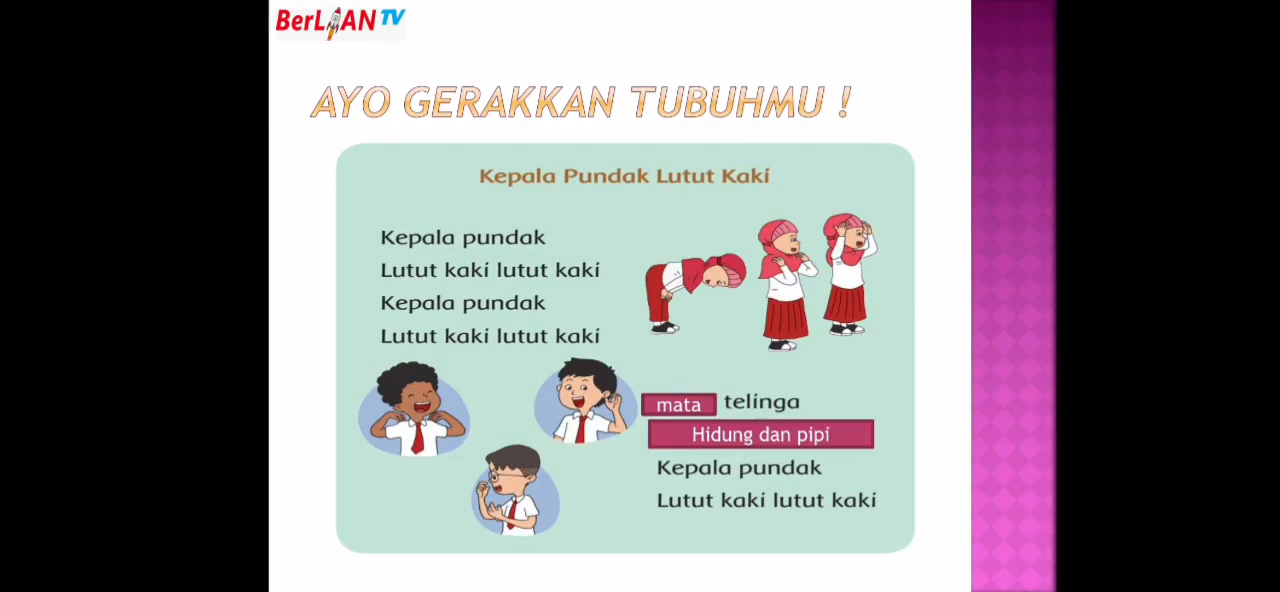 BerLiAN TV
AYO GERAKKAN TUBUHMU !
Kepala Pundak Lutut Kaki
Kepala pundak
Lutut kaki lutut kaki
Kepala pundak
Lutut kaki lutut kaki
mata telinga
Hidung dan pipi
Kepala pundak
Lutut kaki lutut kaki